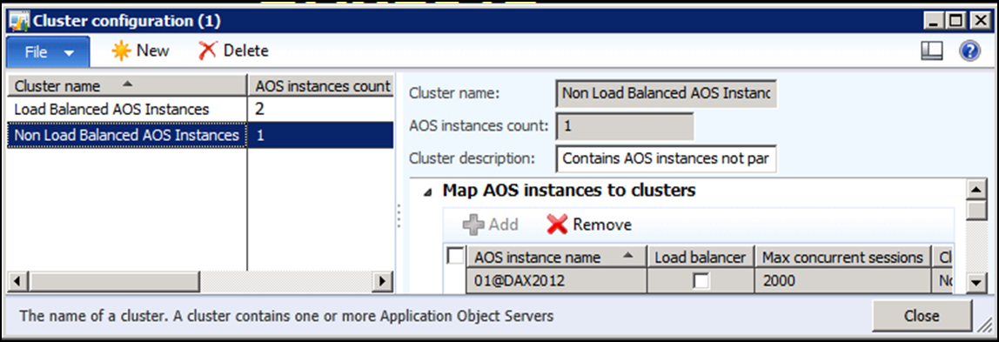 Cluster configuration (1)
File New Delete
Cluster name AOS instances count
Load Balanced AOS Instances 2
Non Load Balanced AOS Instances 1
Cluster name: Non Load Balanced AOS Instanc
AOS instances count: 1
Cluster description: Contains AOS instances not par
Map AOS instances to clusters
Add Remove
AOS instance name Load balancer Max concurrent sessions Cl
01@DAX2012 2000 No
The name of a cluster. A cluster contains one or more Application Object Servers
Close